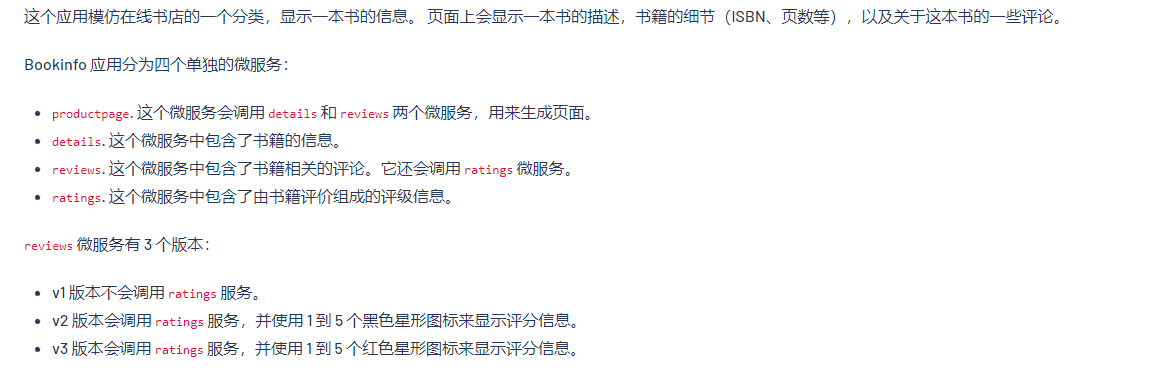 这个应用模仿在线书店的一个分类，显示一本书的信息。 页面上会显示一本书的描述，书籍的细节（ISBN、页数等），以及关于这本书的一些评论。
Bookinfo 应用分为四个单独的微服务：
• productpage. 这个微服务会调用 details 和 reviews 两个微服务，用来生成页面。
• details. 这个微服务中包含了书籍的信息。
• reviews. 这个微服务中包含了书籍相关的评论。它还会调用 ratings 微服务。
• ratings. 这个微服务中包含了由书籍评价组成的评级信息。
reviews 微服务有 3 个版本：
• v1 版本不会调用 ratings 服务。
• v2 版本会调用 ratings 服务，并使用 1 到 5 个黑色星形图标来显示评分信息。
• v3 版本会调用 ratings 服务，并使用 1 到 5 个红色星形图标来显示评分信息。